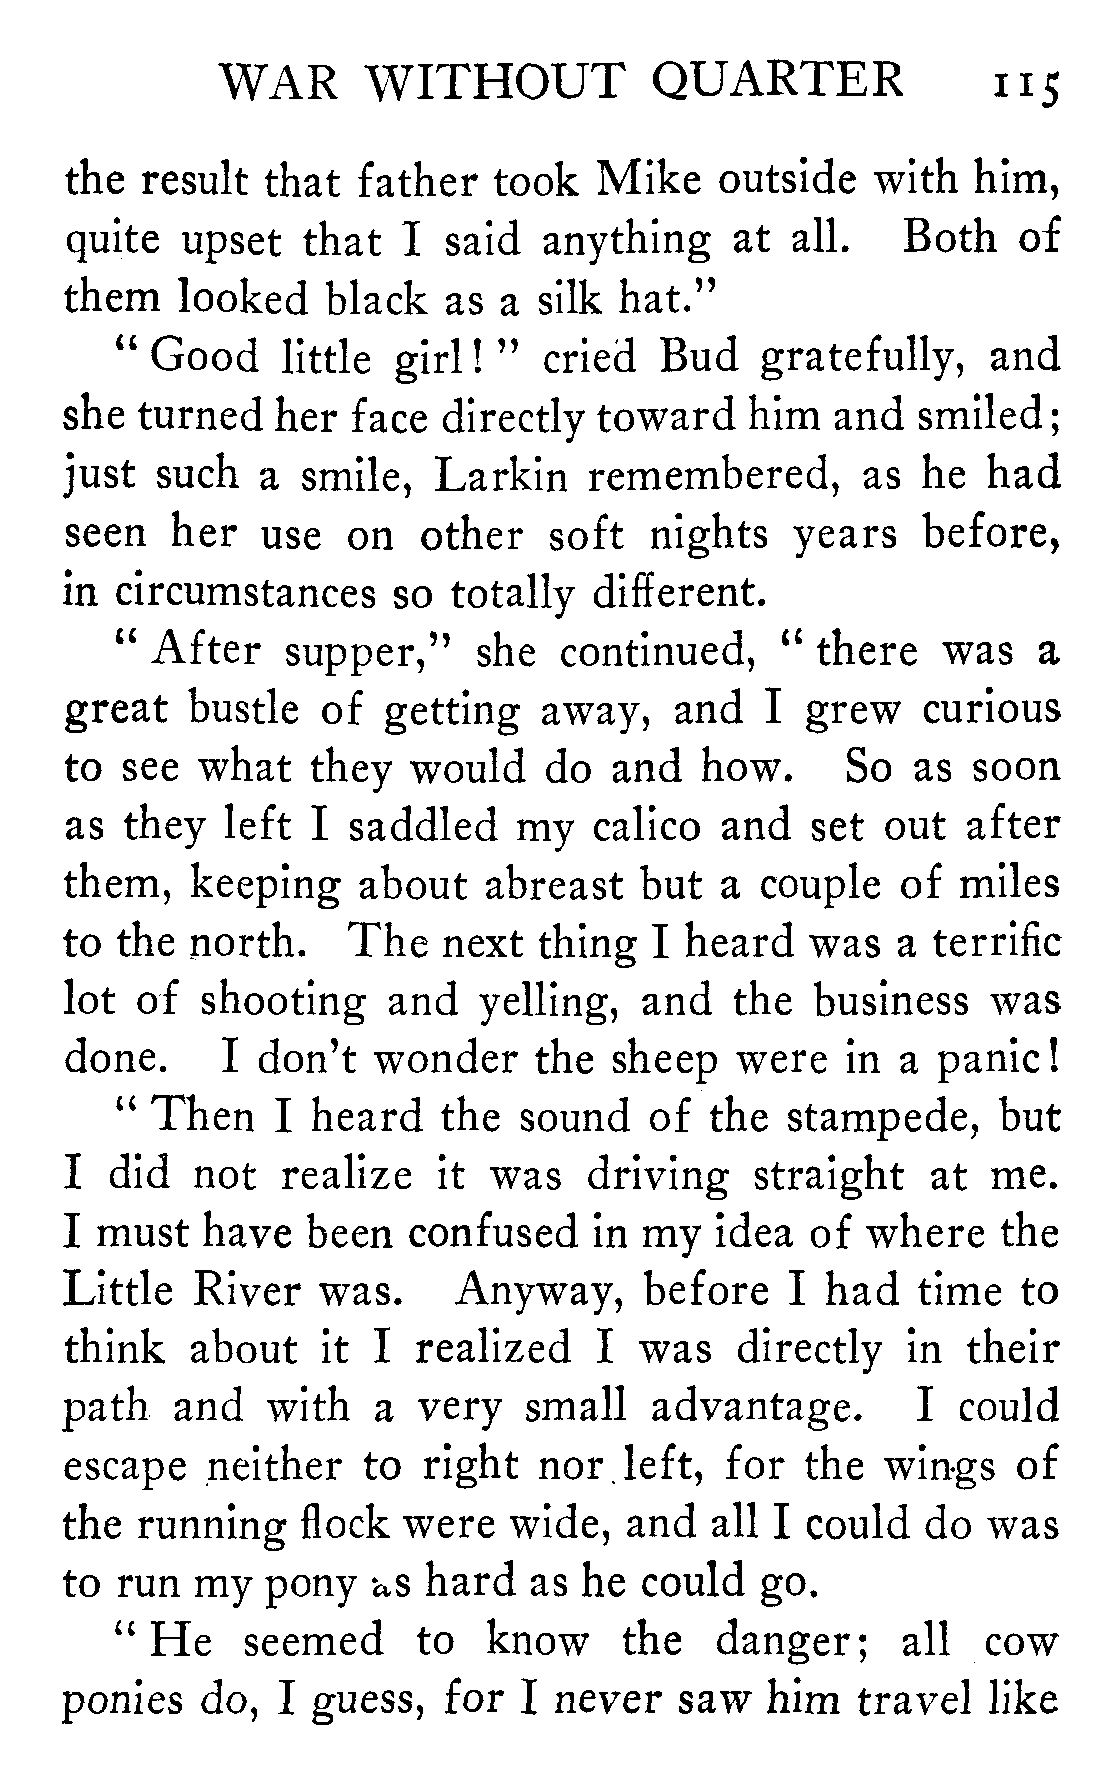 WAR WITHOUT QUARTER 115
the result that father took Mike outside with him,
quite upset that I said anything at all. Both of
them looked black as a silk hat."
"Good little girl!" cried Bud gratefully, and
she turned her face directly toward him and smiled;
just such a smile, Larkin remembered, as he had
seen her use on other soft nights years before,
in circumstances so totally different.
"After supper," she continued, "there was a
great bustle of getting away, and I grew curious
to see what they would do and how. So as soon
as they left I saddled my calico and set out after
them, keeping about abreast but a couple of miles
to the north. The next thing I heard was a terrific
lot of shooting and yelling, and the business was
done. I don't wonder the sheep were in a panic!
"Then I heard the sound of the stampede, but
I did not realize it was driving straight at me.
I must have been confused in my idea of where the
Little River was. Anyway, before I had time to
think about it I realized I was directly in their
path and with a very small advantage. I could
escape neither to right nor left, for the wings of
the running flock were wide, and all I could do was
to run my pony as hard as he could go.
"He seemed to know the danger; all cow
ponies do, I guess, for I never saw him travel like